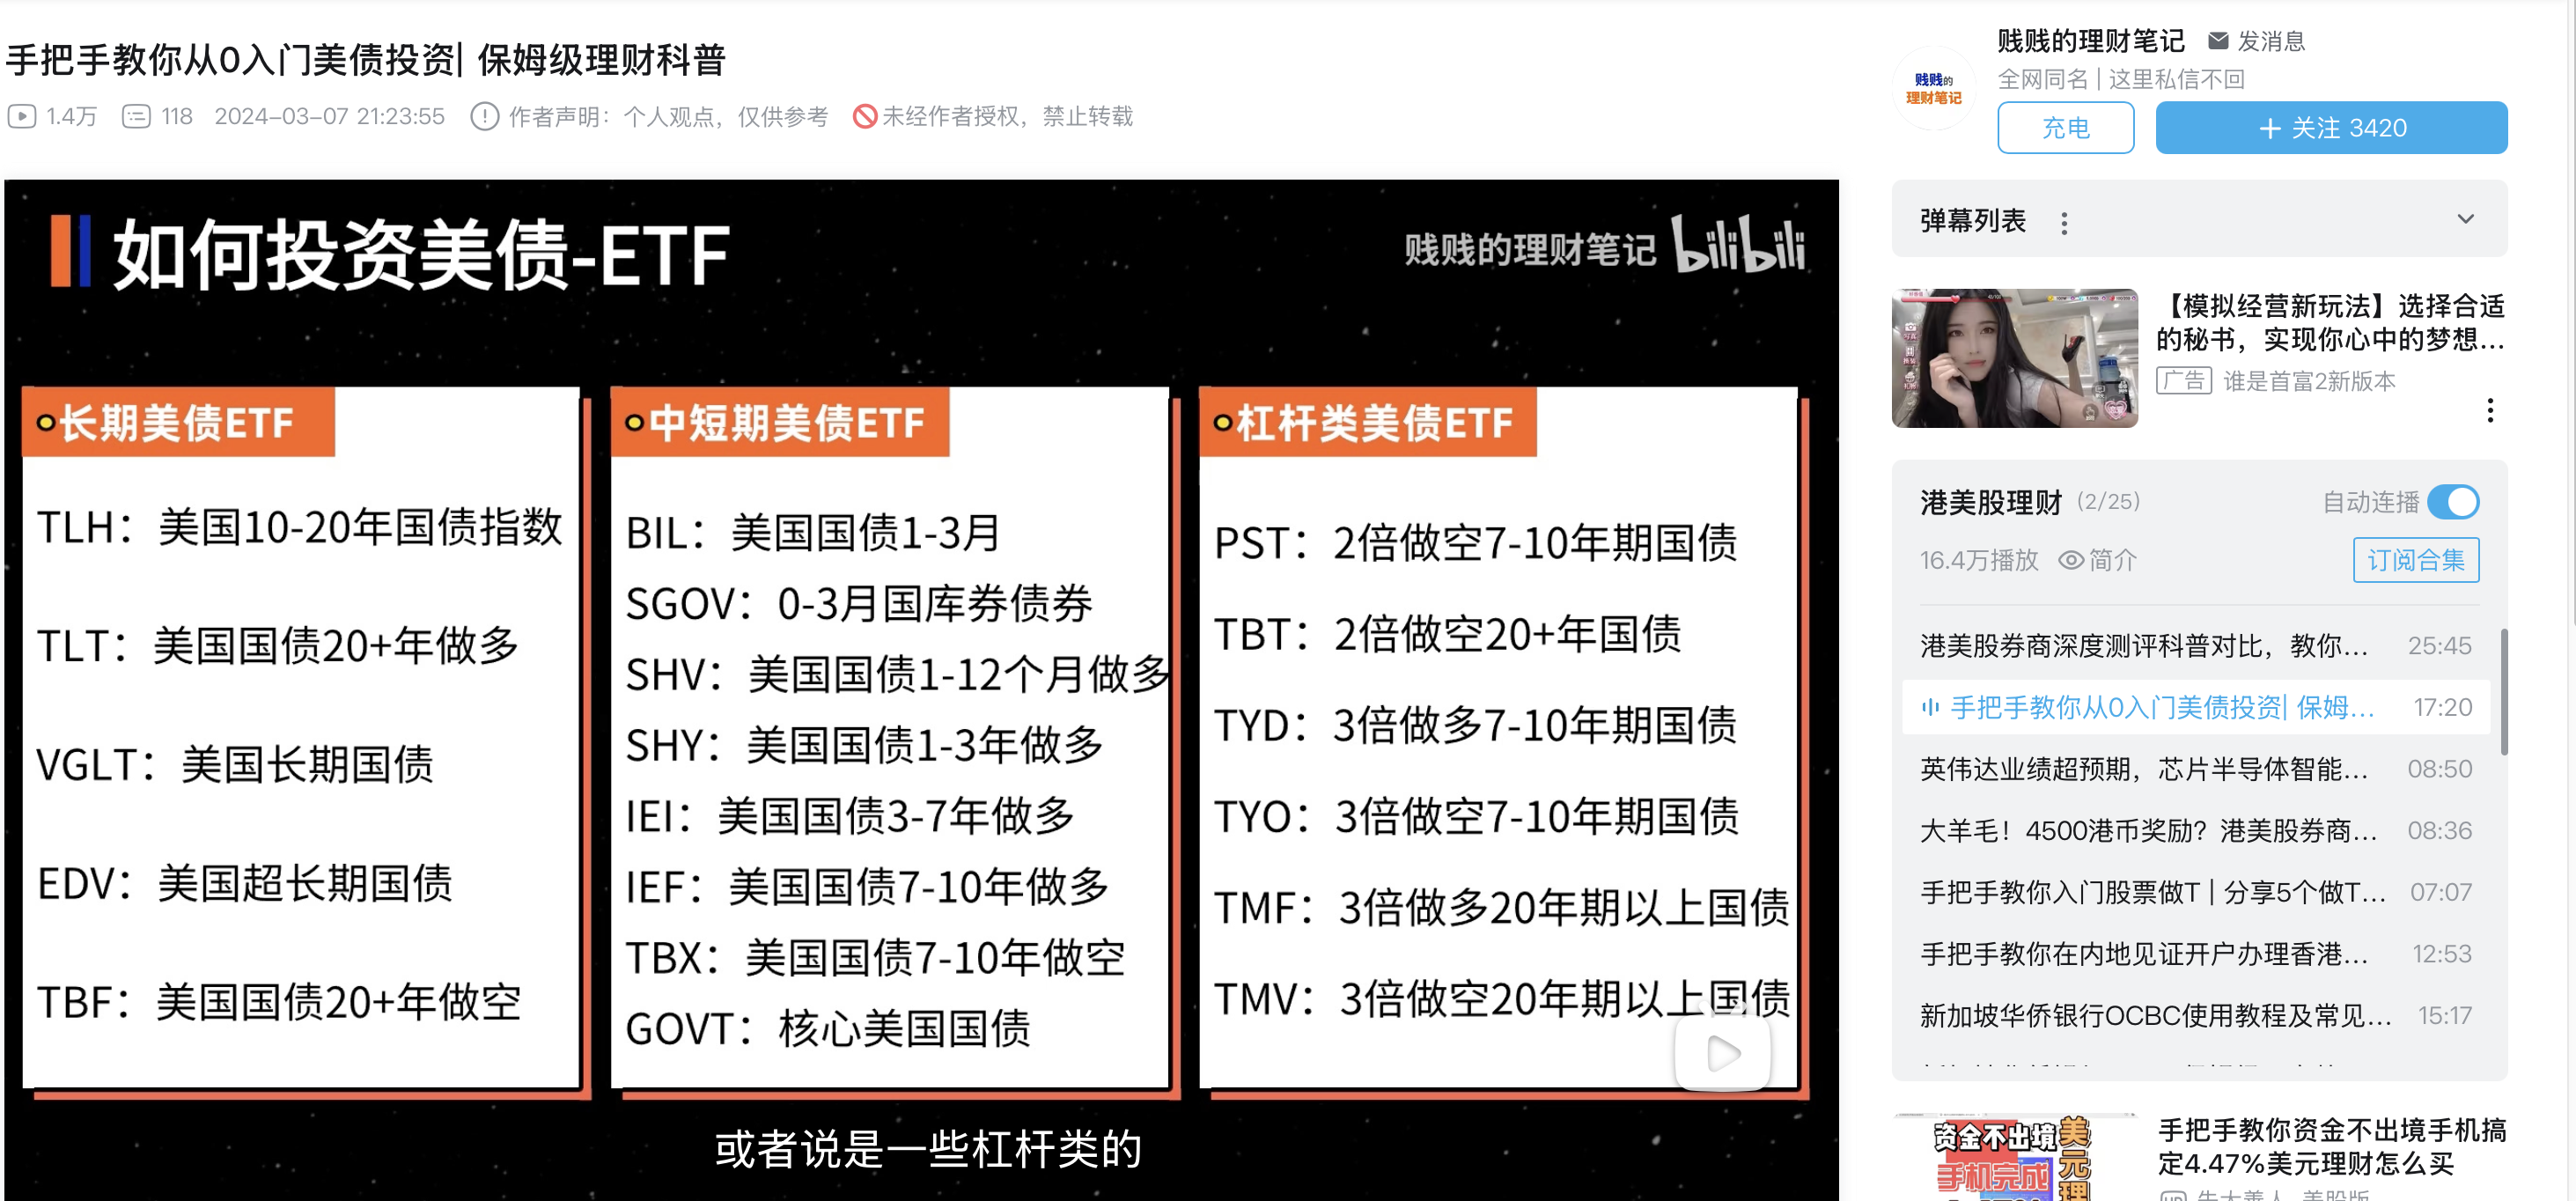 手把手教你从0入门美债投资| 保姆级理财科普
1.4万 118 2024-03-07 21:23:55 作者声明：个人观点，仅供参考 未经作者授权，禁止转载
如何投资美债-ETF
贱贱的理财笔记 bilibili
长期美债ETF
TLH：美国10-20年国债指数
TLT：美国国债20+年做多
VGLT：美国长期国债
EDV：美国超长期国债
TBF：美国国债20+年做空
中短期美债ETF
BIL：美国国债1-3月
SGOV：0-3月国库券债券
SHV：美国国债1-12个月做多
SHY：美国国债1-3年做多
IEI：美国国债3-7年做多
IEF：美国国债7-10年做多
TBX：美国国债7-10年做空
GOVT：核心美国国债
杠杆类美债ETF
PST：2倍做空7-10年期国债
TBT：2倍做空20+年国债
TYD：3倍做多7-10年期国债
TYO：3倍做空7-10年期国债
TMF：3倍做多20年期以上国债
TMV：3倍做空20年期以上国债
或者说是一些杠杆类的
贱贱的
理财笔记
贱贱的理财笔记 发消息
全网同名 | 这里私信不回
充电
+ 关注 3420
弹幕列表
【模拟经营新玩法】选择合适
的秘书，实现你心中的梦想...
广告 谁是首富2新版本
港美股理财 (2/25) 自动连播
16.4万播放 简介 订阅合集
港美股券商深度测评科普对比，教你... 25:45
手把手教你从0入门美债投资| 保姆... 17:20
英伟达业绩超预期，芯片半导体智能... 08:50
大羊毛！4500港币奖励？港美股券商... 08:36
手把手教你入门股票做T | 分享5个做T... 07:07
手把手教你在内地见证开户办理香港... 12:53
新加坡华侨银行OCBC使用教程及常见... 15:17
资金不出境
手机完成
美元理
手把手教你资金不出境手机搞
定4.47%美元理财怎么买